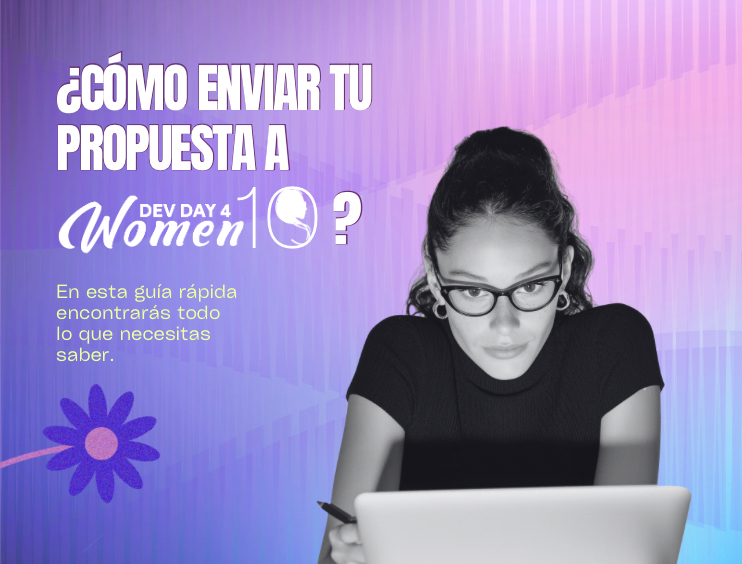 ¿CÓMO ENVIAR TU
PROPUESTA A
DEV DAY 4
Women 10 ?
En esta guía rápida
encontrarás todo
lo que necesitas
saber.